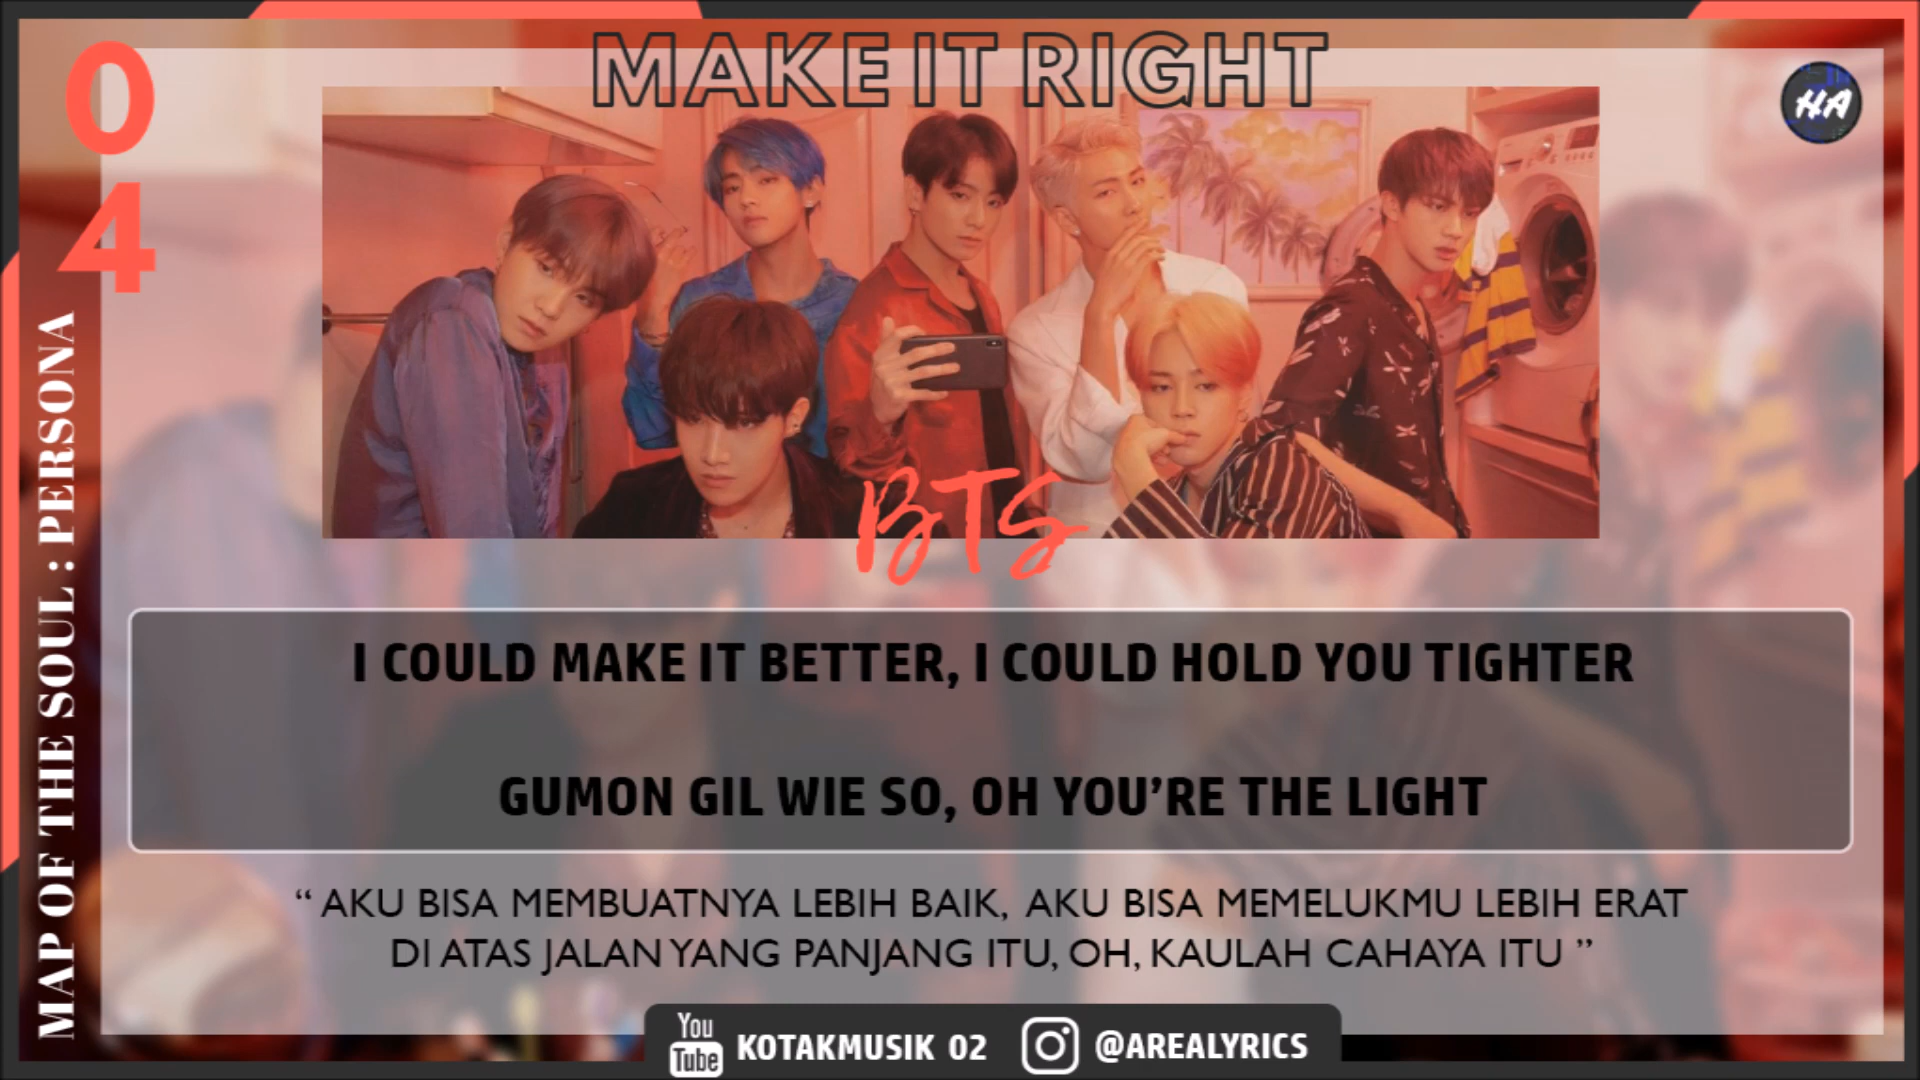 MAKE IT RIGHT
04
HA
MAP OF THE SOUL : PERSONA
BTS
I COULD MAKE IT BETTER, I COULD HOLD YOU TIGHTER
GUMON GIL WIE SO, OH YOU’RE THE LIGHT
“ AKU BISA MEMBUATNYA LEBIH BAIK, AKU BISA MEMELUKMU LEBIH ERAT
DI ATAS JALAN YANG PANJANG ITU, OH, KAULAH CAHAYA ITU ”
You Tube KOTAKMUSIK 02 @AREALYRICS